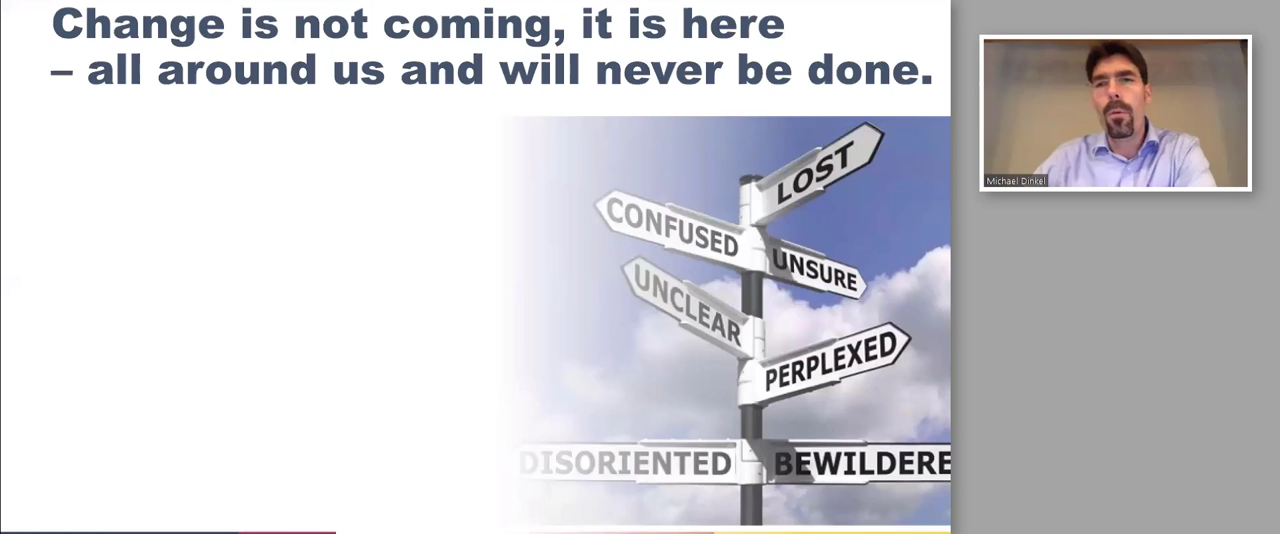 Change is not coming, it is here
– all around us and will never be done.
LOST
CONFUSED
UNSURE
UNCLEAR
PERPLEXED
DISORIENTED
BEWILDERE
Michael Dinkel